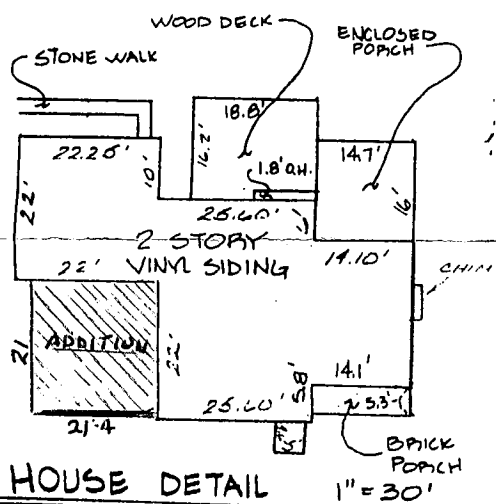 WOOD DECK
ENCLOSED
PORCH
STONE WALK
18.8'
22.25'
10'
16.2'
1.8' O.H.
14.7'
16'
22'
25.60'
2 STORY
VINYL SIDING
14.10'
22'
CHIM
ADDITION
21
22'
14.1'
5.8'
25.60'
5.3'
21'4
BRICK
PORCH
HOUSE DETAIL
1" = 30'